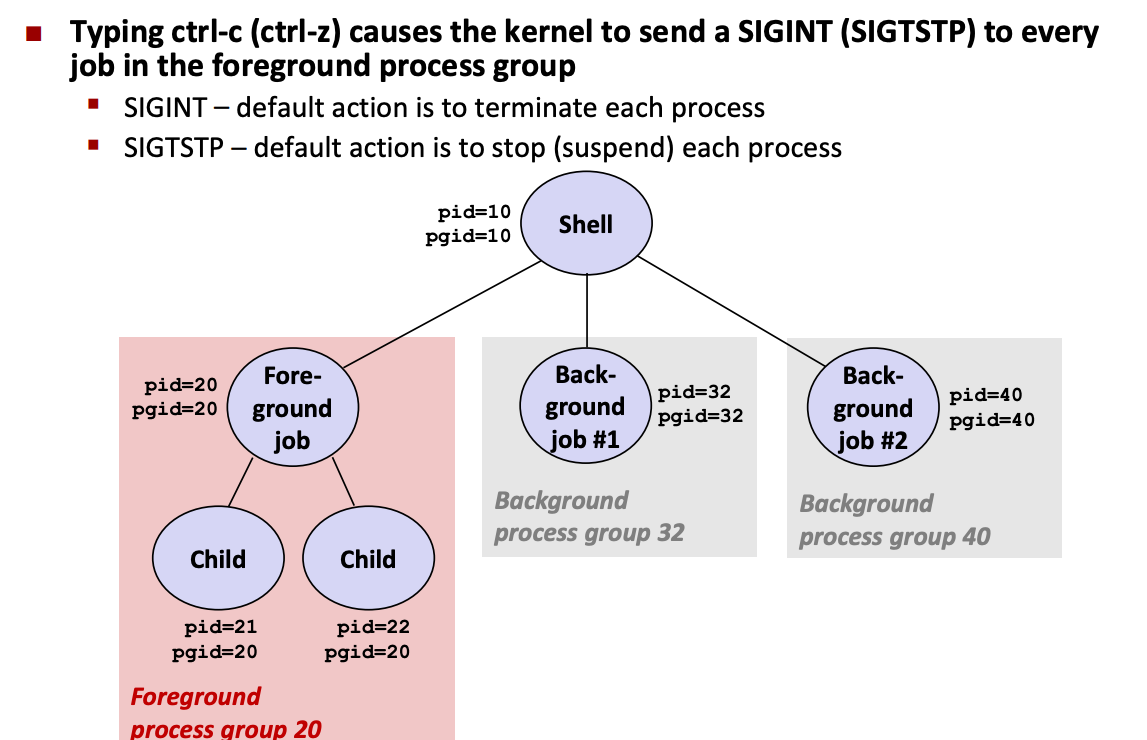 Typing ctrl-c (ctrl-z) causes the kernel to send a SIGINT (SIGTSTP) to every
job in the foreground process group
SIGINT – default action is to terminate each process
SIGTSTP – default action is to stop (suspend) each process
pid=10
pgid=10
Shell
pid=20
pgid=20
Fore-
ground
job
Back-
ground
job #1
pid=32
pgid=32
Back-
ground
job #2
pid=40
pgid=40
Background
process group 32
Background
process group 40
Child
Child
pid=21
pgid=20
pid=22
pgid=20
Foreground
process group 20